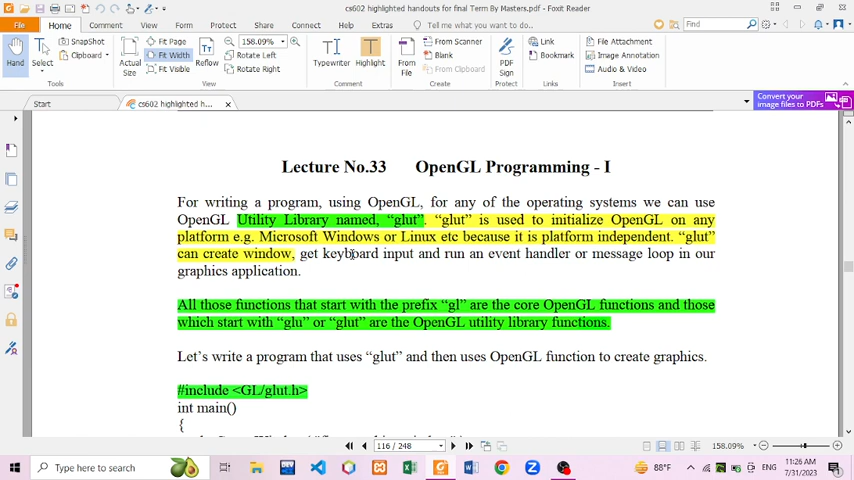 cs602 highlighted handouts for final Term By Masters.pdf - Foxit Reader
File Home Comment View Form Protect Share Connect Help Extras Tell me what you want to do... Find
Hand Select SnapShot Clipboard Actual Size Fit Page Fit Width Fit Visible Reflow 158.09% Rotate Left Rotate Right Typewriter Highlight From File From Scanner Blank From Clipboard PDF Sign Link Bookmark File Attachment Image Annotation Audio & Video
Tools View Comment Create Protect Links Insert
Start cs602 highlighted h... Convert your image files to PDFs
Lecture No.33 OpenGL Programming - I
For writing a program, using OpenGL, for any of the operating systems we can use
OpenGL Utility Library named, “glut”. “glut” is used to initialize OpenGL on any
platform e.g. Microsoft Windows or Linux etc because it is platform independent. “glut”
can create window, get keyboard input and run an event handler or message loop in our
graphics application.
All those functions that start with the prefix “gl” are the core OpenGL functions and those
which start with “glu” or “glut” are the OpenGL utility library functions.
Let’s write a program that uses “glut” and then uses OpenGL function to create graphics.
#include <GL/glut.h>
int main()
{
116 / 248 158.09%
Type here to search 88°F ENG 11:26 AM
7/31/2023